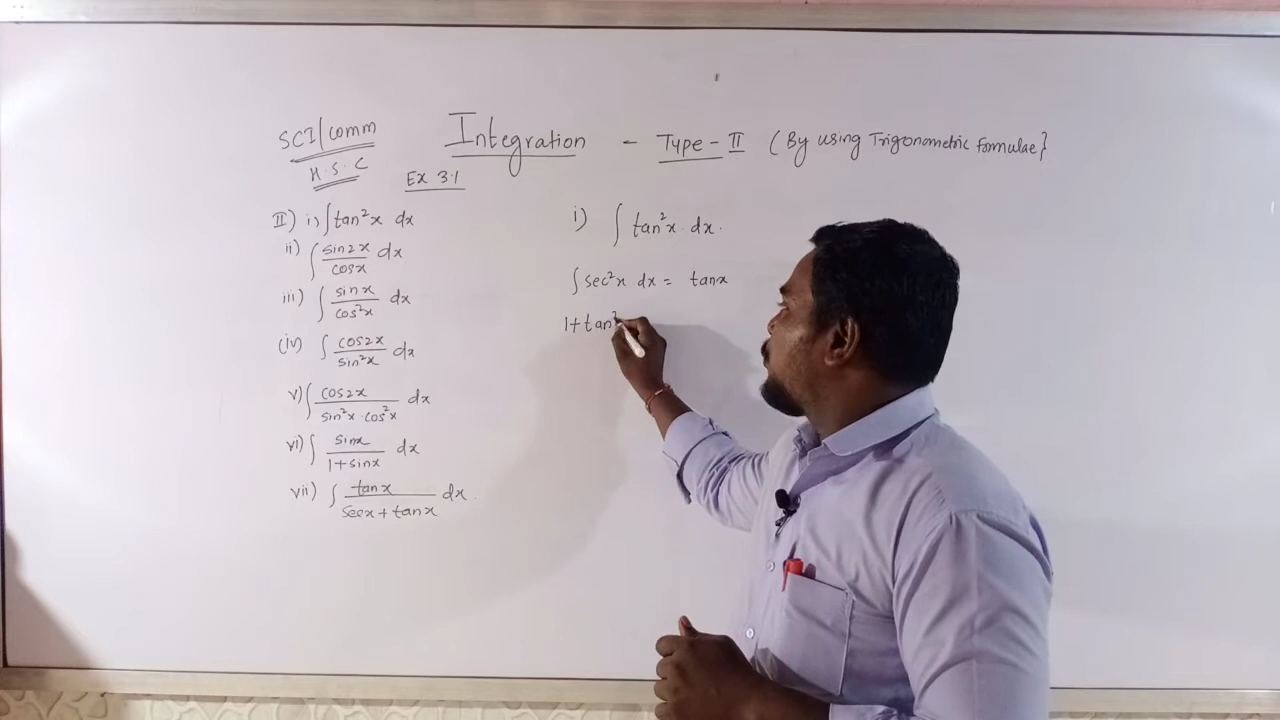 SCI/comm Integration - Type - II (By using Trigonometric Formulae}
H.S.C
Ex 3.1
II) i) ∫tan²x dx
ii) ∫ sin2x/cosx dx
iii) ∫ sinx/cos²x dx
(iv) ∫ cos2x/sin²x dx
v) ∫ cos2x/sin²x·cos²x dx
vi) ∫ sinx/1+sinx dx
vii) ∫ tanx/secx+tanx dx.
i) ∫ tan²x·dx.
∫sec²x dx = tanx
1+tan²